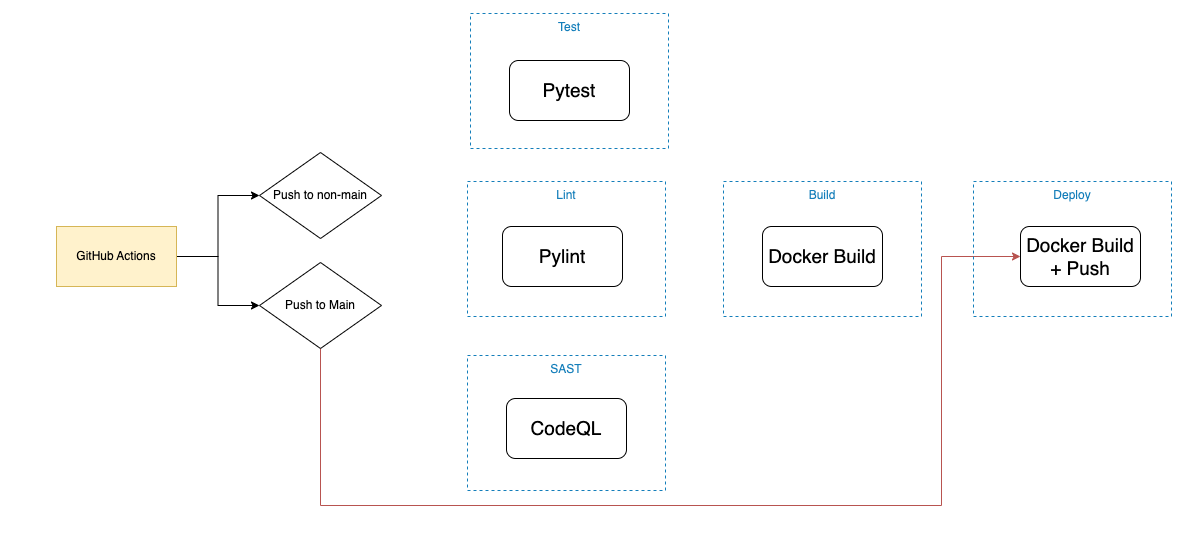 GitHub Actions
Push to non-main
Push to Main
Test
Pytest
Lint
Pylint
SAST
CodeQL
Build
Docker Build
Deploy
Docker Build
+ Push